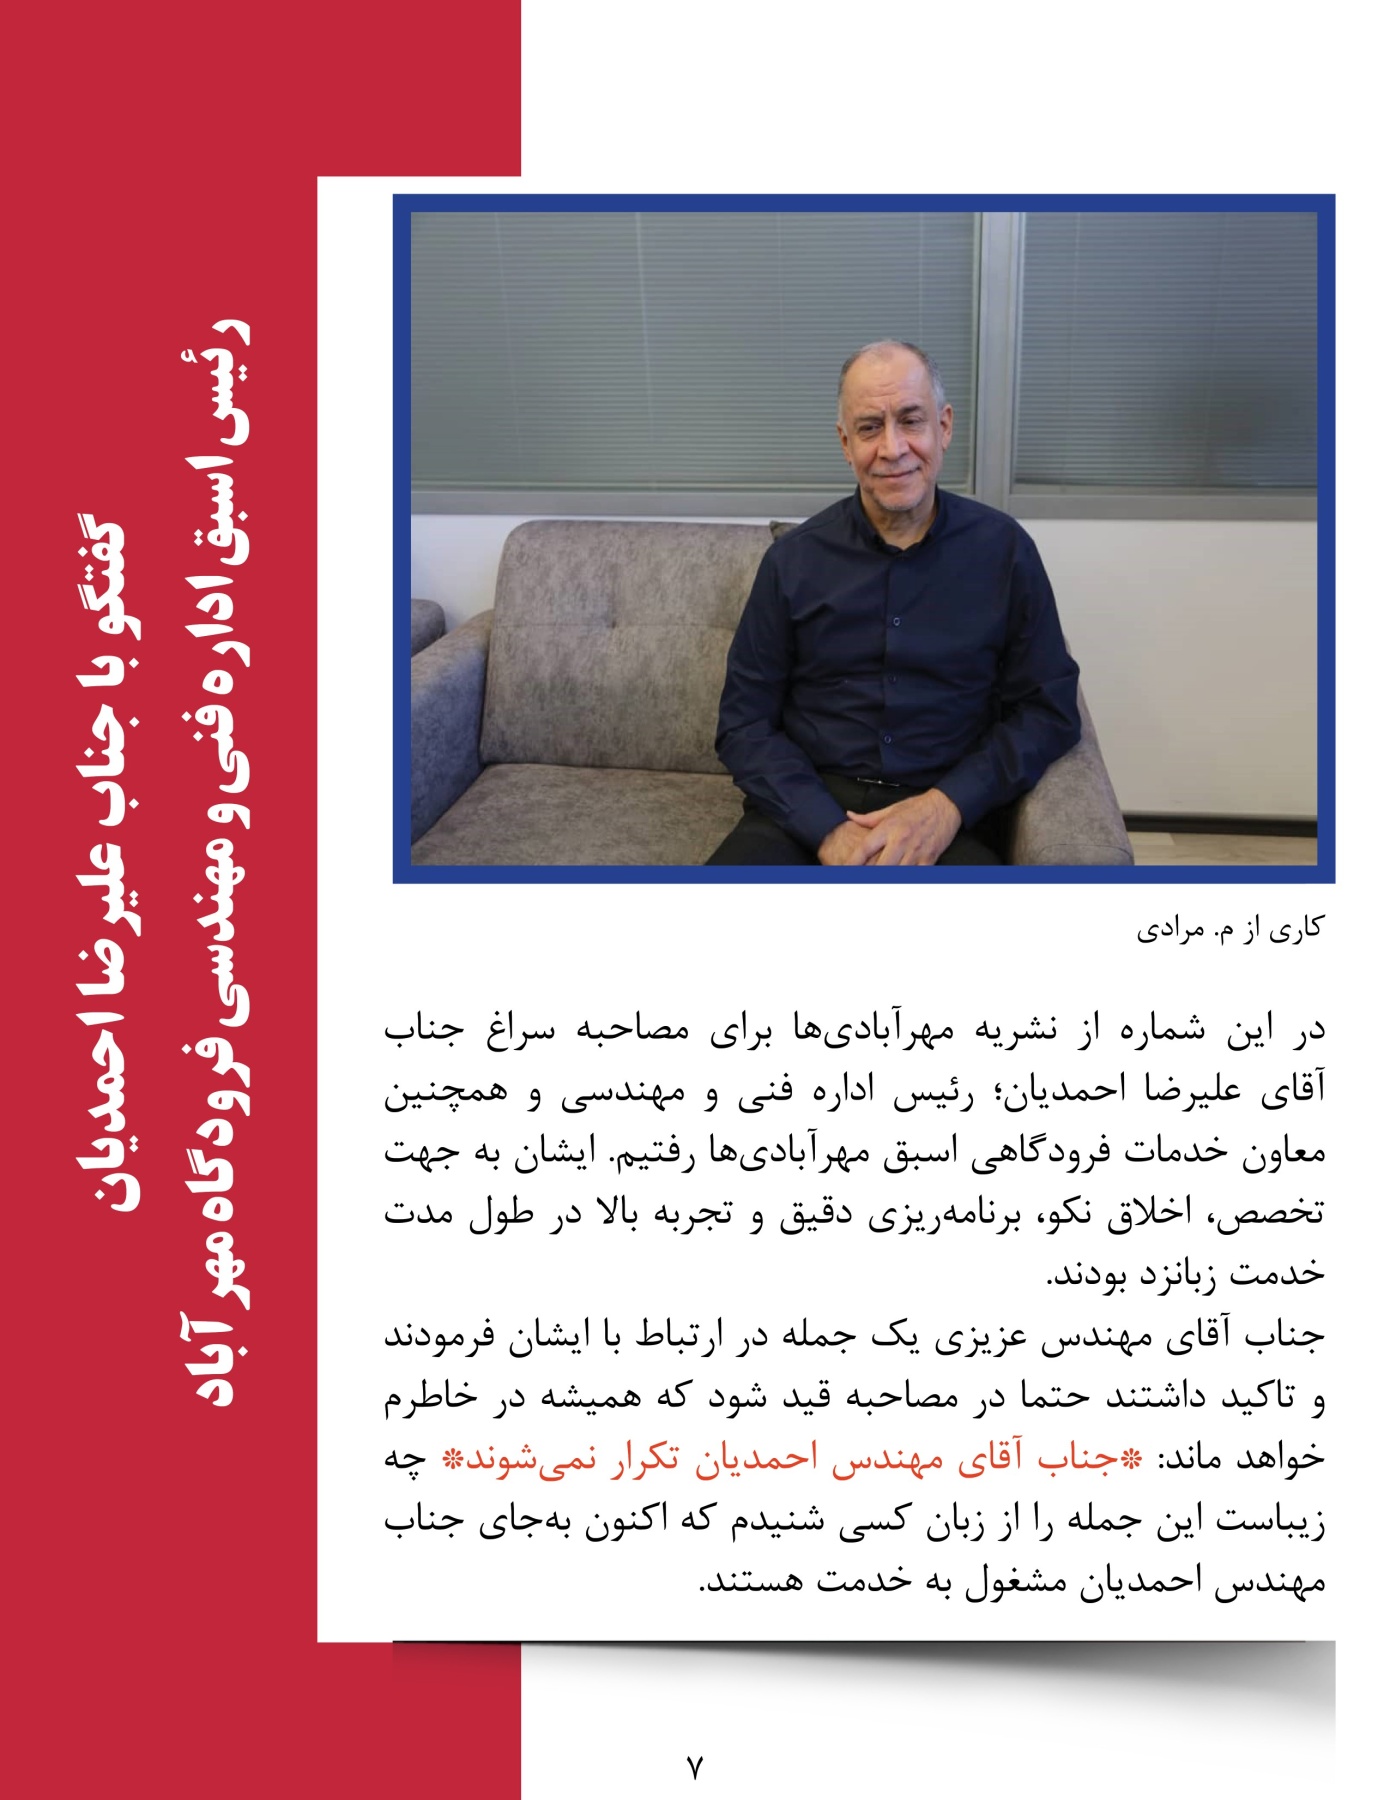 گفتگو با جناب علیرضا احمدیان
رئیس اسبق اداره فنی و مهندسی فرودگاه مهر آباد
کاری از م. مرادی
در این شماره از نشریه مهرآبادی‌ها برای مصاحبه سراغ جناب
آقای علیرضا احمدیان؛ رئیس اداره فنی و مهندسی و همچنین
معاون خدمات فرودگاهی اسبق مهرآبادی‌ها رفتیم. ایشان به جهت
تخصص، اخلاق نکو، برنامه‌ریزی دقیق و تجربه بالا در طول مدت
خدمت زبانزد بودند.
جناب آقای مهندس عزیزی یک جمله در ارتباط با ایشان فرمودند
و تاکید داشتند حتما در مصاحبه قید شود که همیشه در خاطرم
خواهد ماند: *جناب آقای مهندس احمدیان تکرار نمی‌شوند* چه
زیباست این جمله را از زبان کسی شنیدم که اکنون به‌جای جناب
مهندس احمدیان مشغول به خدمت هستند.
۷